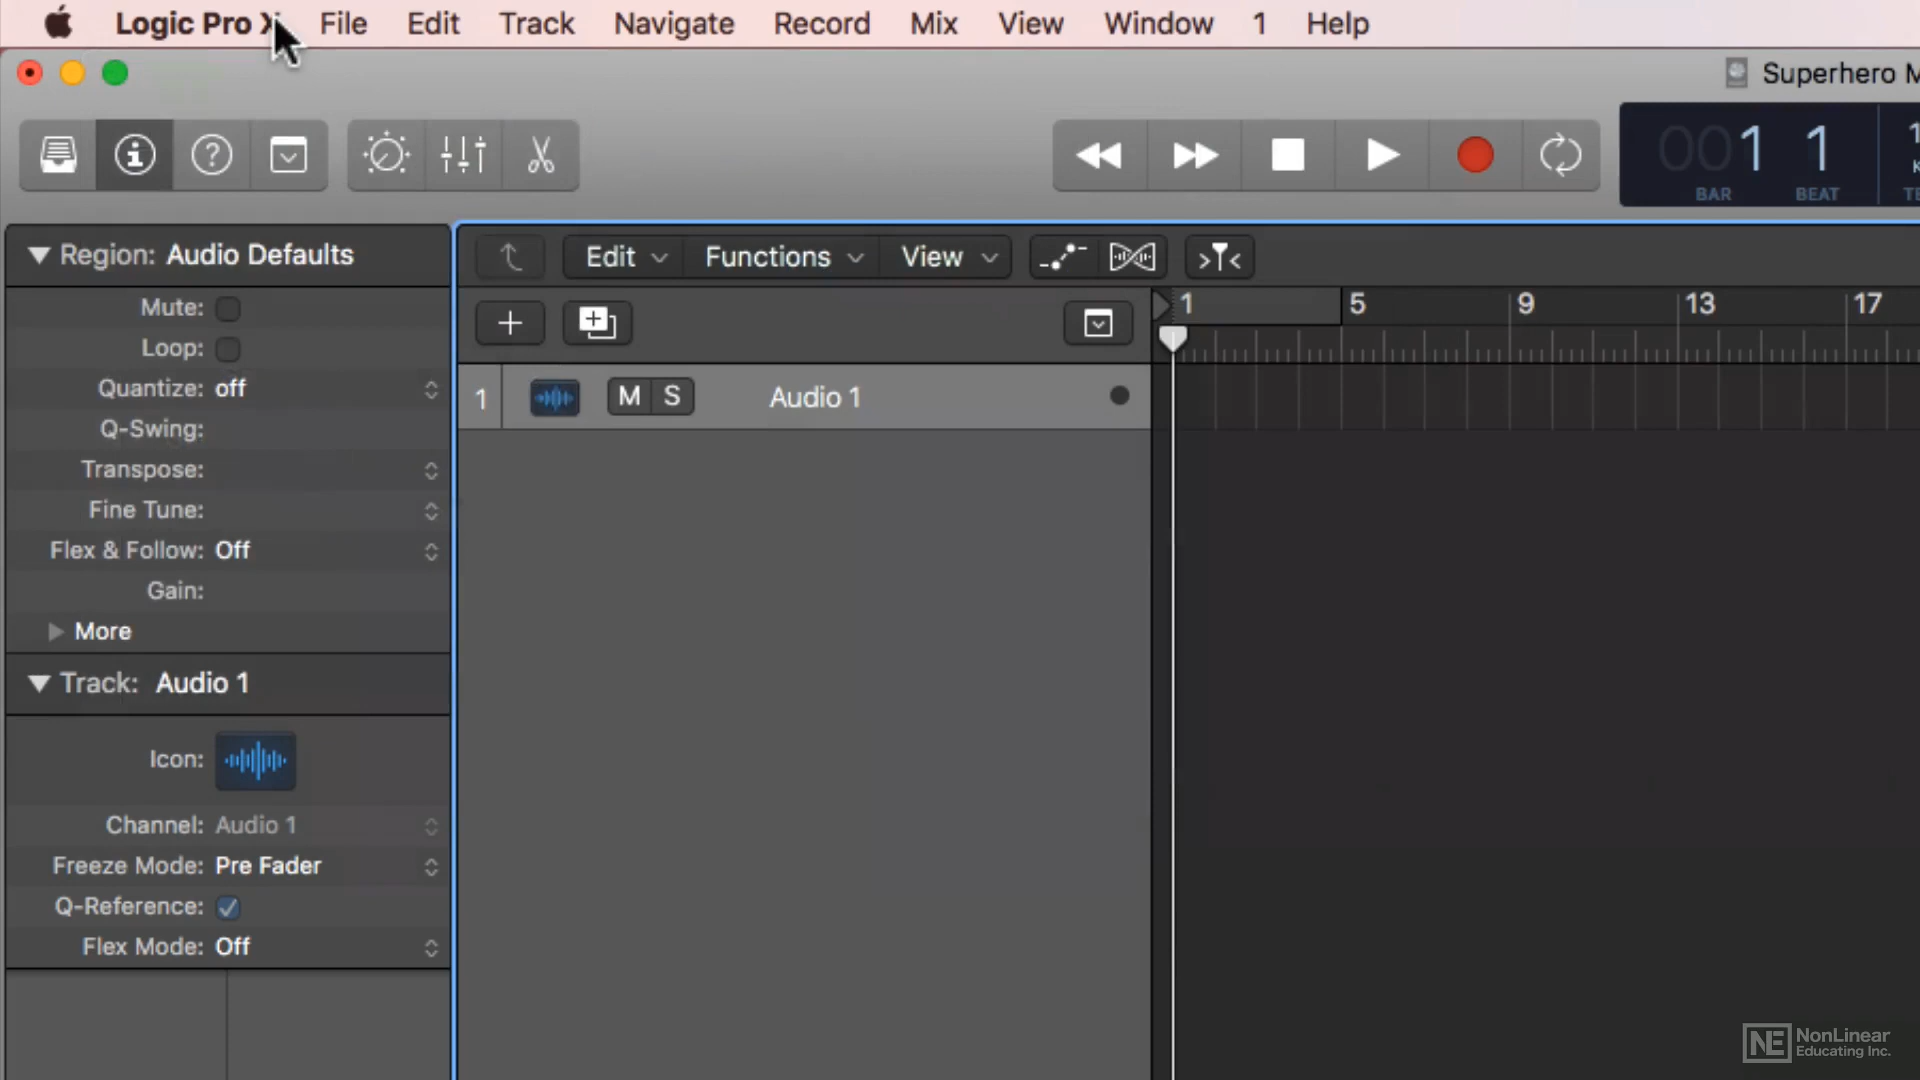 Logic Pro X File Edit Track Navigate Record Mix View Window 1 Help
Superhero M
001 1
BAR BEAT
Region: Audio Defaults
Edit Functions View
Mute:
Loop:
Quantize: off
Q-Swing:
Transpose:
Fine Tune:
Flex & Follow: Off
Gain:
More
1 5 9 13 17
1 M S Audio 1
Track: Audio 1
Icon:
Channel: Audio 1
Freeze Mode: Pre Fader
Q-Reference:
Flex Mode: Off
NE NonLinear
Educating Inc.